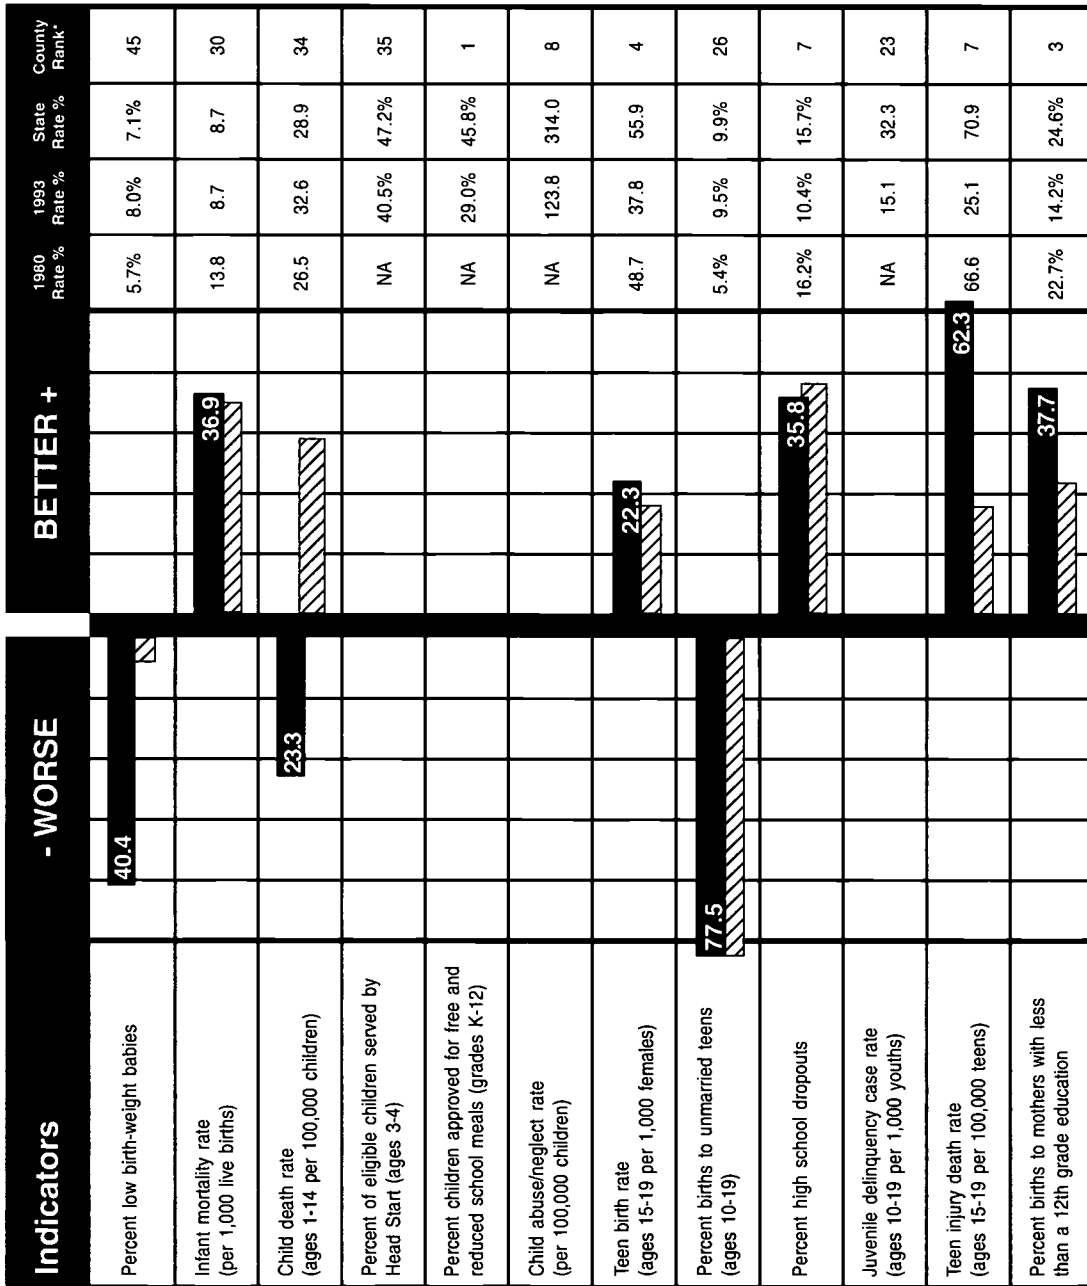 Indicators
- WORSE
BETTER +
1980
Rate %
1993
Rate %
State
Rate %
County
Rank*
Percent low birth-weight babies
40.4
5.7%
8.0%
7.1%
45
Infant mortality rate
(per 1,000 live births)
36.9
13.8
8.7
8.7
30
Child death rate
(ages 1-14 per 100,000 children)
23.3
26.5
32.6
28.9
34
Percent of eligible children served by
Head Start (ages 3-4)
NA
40.5%
47.2%
35
Percent children approved for free and
reduced school meals (grades K-12)
NA
29.0%
45.8%
1
Child abuse/neglect rate
(per 100,000 children)
NA
123.8
314.0
8
Teen birth rate
(ages 15-19 per 1,000 females)
22.3
48.7
37.8
55.9
4
Percent births to unmarried teens
(ages 10-19)
77.5
5.4%
9.5%
9.9%
26
Percent high school dropouts
35.8
16.2%
10.4%
15.7%
7
Juvenile delinquency case rate
(ages 10-19 per 1,000 youths)
NA
15.1
32.3
23
Teen injury death rate
(ages 15-19 per 100,000 teens)
62.3
66.6
25.1
70.9
7
Percent births to mothers with less
than a 12th grade education
37.7
22.7%
14.2%
24.6%
3